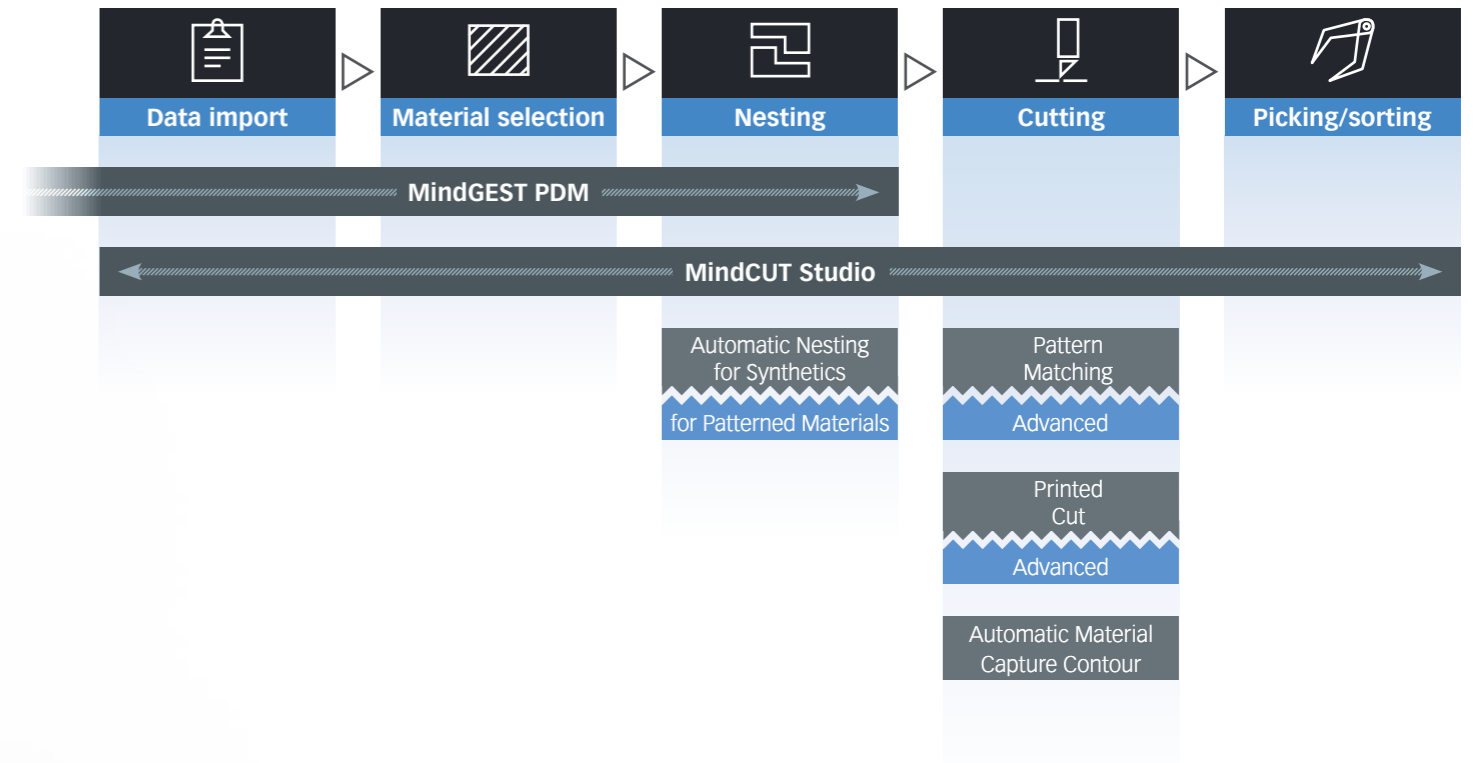 Data import
Material selection
Nesting
Cutting
Picking/sorting
MindGEST PDM
MindCUT Studio
Automatic Nesting
for Synthetics
for Patterned Materials
Pattern
Matching
Advanced
Printed
Cut
Advanced
Automatic Material
Capture Contour